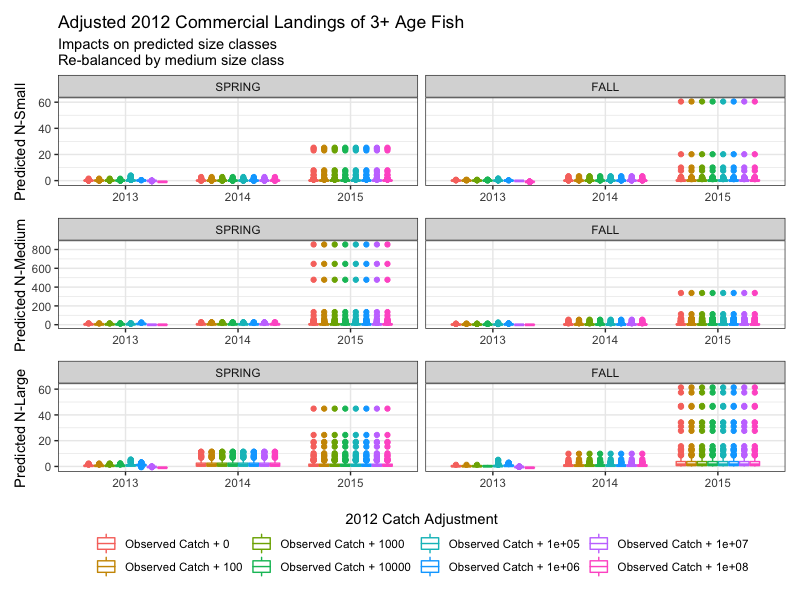 Adjusted 2012 Commercial Landings of 3+ Age Fish
Impacts on predicted size classes
Re-balanced by medium size class
SPRING FALL
Predicted N-Small
60
40
20
0
2013 2014 2015 2013 2014 2015
SPRING FALL
Predicted N-Medium
800
600
400
200
0
2013 2014 2015 2013 2014 2015
SPRING FALL
Predicted N-Large
60
40
20
0
2013 2014 2015 2013 2014 2015
2012 Catch Adjustment
Observed Catch + 0 Observed Catch + 1000 Observed Catch + 1e+05 Observed Catch + 1e+07
Observed Catch + 100 Observed Catch + 10000 Observed Catch + 1e+06 Observed Catch + 1e+08